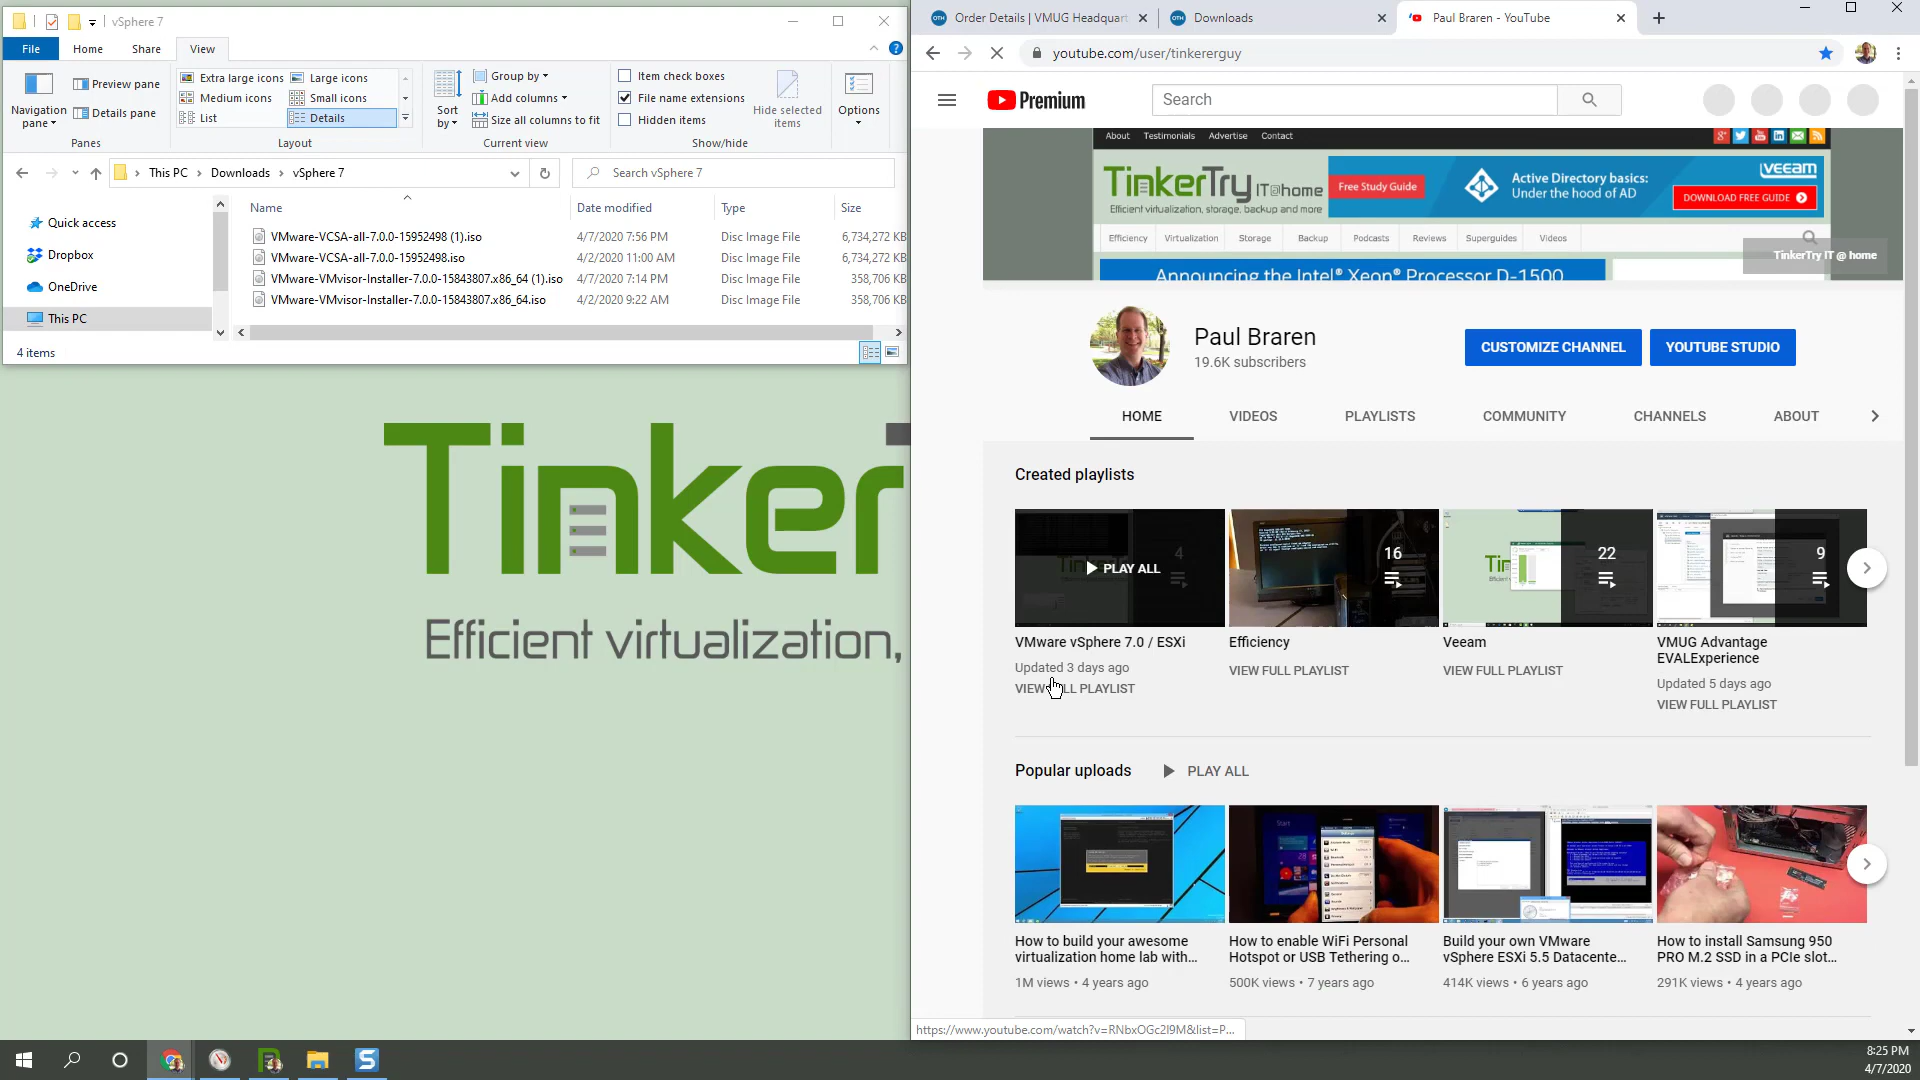 vSphere 7
File
Home
Share
View
Navigation pane
Preview pane
Details pane
Panes
Extra large icons
Large icons
Medium icons
Small icons
List
Details
Layout
Sort by
Group by
Add columns
Size all columns to fit
Current view
Item check boxes
File name extensions
Hidden items
Hide selected items
Show/hide
Options
This PC
Downloads
vSphere 7
Search vSphere 7
Quick access
Dropbox
OneDrive
This PC
Name
Date modified
Type
Size
VMware-VCSA-all-7.0.0-15952498 (1).iso
4/7/2020 7:56 PM
Disc Image File
6,734,272 KB
VMware-VCSA-all-7.0.0-15952498.iso
4/2/2020 11:00 AM
Disc Image File
6,734,272 KB
VMware-VMvisor-Installer-7.0.0-15843807.x86_64 (1).iso
4/7/2020 7:14 PM
Disc Image File
358,706 KB
VMware-VMvisor-Installer-7.0.0-15843807.x86_64.iso
4/2/2020 9:22 AM
Disc Image File
358,706 KB
4 items
Tinker
Efficient virtualization,
OTH
Order Details | VMUG Headquart
OTH
Downloads
Paul Braren - YouTube
youtube.com/user/tinkererguy
Premium
Search
About
Testimonials
Advertise
Contact
TinkerTry IT@home
Efficient virtualization, storage, backup and more
Free Study Guide
Active Directory basics:
Under the hood of AD
veeAM
DOWNLOAD FREE GUIDE
Efficiency
Virtualization
Storage
Backup
Podcasts
Reviews
Superguides
Videos
TinkerTry IT @ home
Announcing the Intel® Xeon® Processor D-1500
Paul Braren
19.6K subscribers
CUSTOMIZE CHANNEL
YOUTUBE STUDIO
HOME
VIDEOS
PLAYLISTS
COMMUNITY
CHANNELS
ABOUT
Created playlists
4
PLAY ALL
16
22
9
VMware vSphere 7.0 / ESXi
Updated 3 days ago
VIEW FULL PLAYLIST
Efficiency
VIEW FULL PLAYLIST
Veeam
VIEW FULL PLAYLIST
VMUG Advantage
EVALExperience
Updated 5 days ago
VIEW FULL PLAYLIST
Popular uploads
PLAY ALL
How to build your awesome
virtualization home lab with...
1M views • 4 years ago
How to enable WiFi Personal
Hotspot or USB Tethering o...
500K views • 7 years ago
Build your own VMware
vSphere ESXi 5.5 Datacente...
414K views • 6 years ago
How to install Samsung 950
PRO M.2 SSD in a PCIe slot...
291K views • 4 years ago
https://www.youtube.com/watch?v=RNbxOGc2I9M&list=P...
8:25 PM
4/7/2020